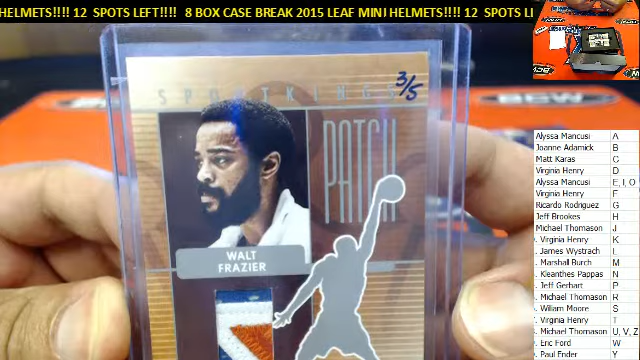 HELMETS!!!! 12 SPOTS LEFT!!!! 8 BOX CASE BREAK 2015 LEAF MINI HELMETS!!!! 12 SPOTS LI
3/5
SPORTKINGS
PATCH
WALT
FRAZIER
Alyssa Mancusi A
Joanne Adamick B
Matt Karas C
Virginia Henry D
Alyssa Mancusi E, I, O
Virginia Henry F
Ricardo Rodriguez G
Jeff Brookes H
Michael Thomason J
. Virginia Henry K
. James Wystrach L
. Marshall Burch M
. Kleanthes Pappas N
. Jeff Gerhart P
. Michael Thomason R
. William Moore S
. Virginia Henry T
. Michael Thomason U, V, Z
. Eric Ford W
. Paul Ender Y